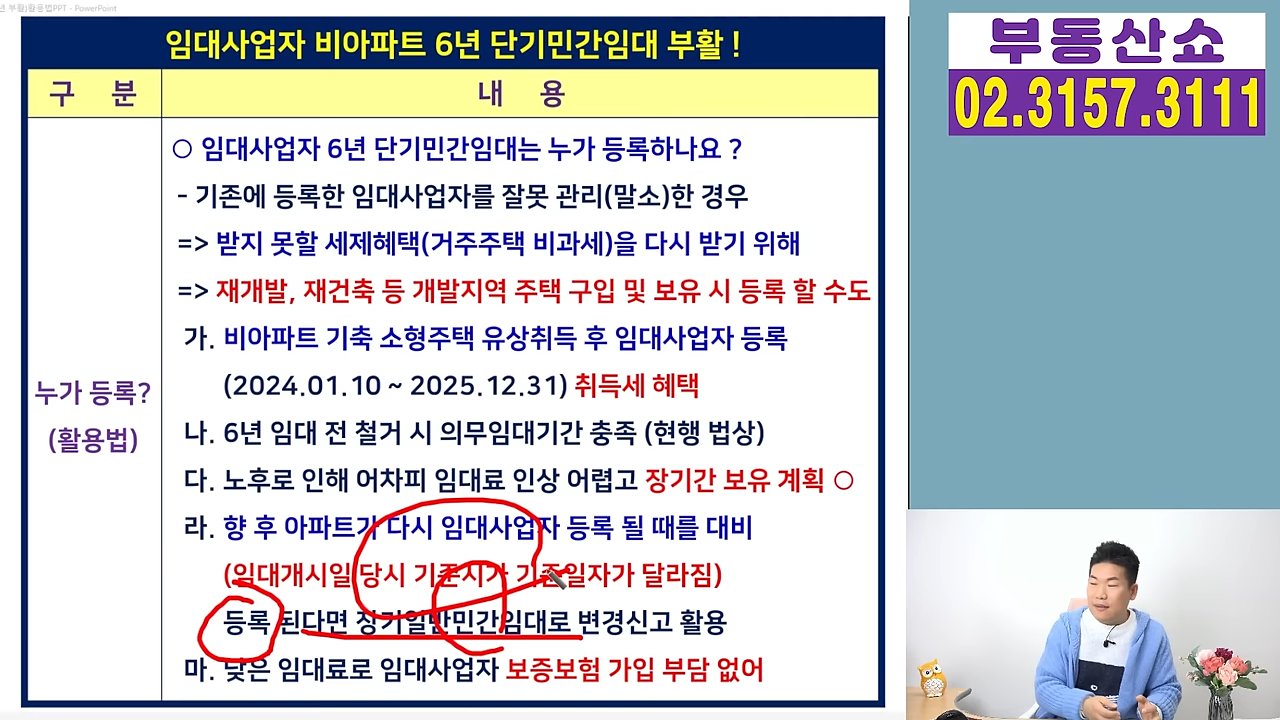 년 부활)활용법PPT - PowerPoint
임대사업자 비아파트 6년 단기민간임대 부활 !
구 분
내 용
○ 임대사업자 6년 단기민간임대는 누가 등록하나요 ?
- 기존에 등록한 임대사업자를 잘못 관리(말소)한 경우
=> 받지 못할 세제혜택(거주주택 비과세)을 다시 받기 위해
=> 재개발, 재건축 등 개발지역 주택 구입 및 보유 시 등록 할 수도
가. 비아파트 기축 소형주택 유상취득 후 임대사업자 등록
(2024.01.10 ~ 2025.12.31) 취득세 혜택
누가 등록?
(활용법)
나. 6년 임대 전 철거 시 의무임대기간 충족 (현행 법상)
다. 노후로 인해 어차피 임대료 인상 어렵고 장기간 보유 계획 ○
라. 향 후 아파트가 다시 임대사업자 등록 될 때를 대비
(임대개시일 당시 기준시가 기준일자가 달라짐)
등록 된다면 장기일반민간임대로 변경신고 활용
마. 낮은 임대료로 임대사업자 보증보험 가입 부담 없어
부동산쇼
02.3157.3111